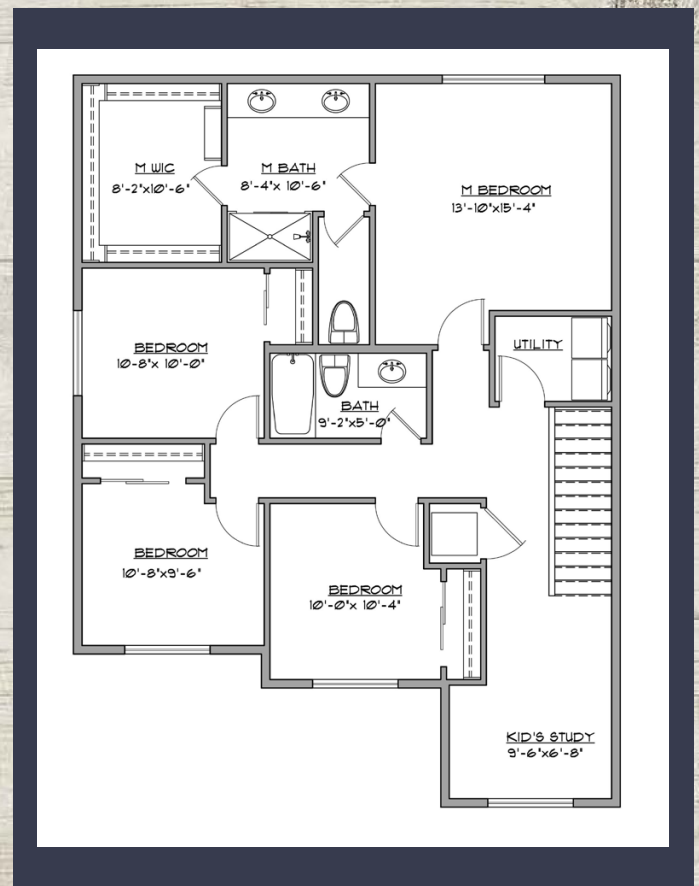 M WIC
8'-2"x10'-6"
M BATH
8'-4"x 10'-6"
M BEDROOM
13'-10"x15'-4"
BEDROOM
10-8"x 10'-0"
UTILITY
BATH
9'-2"x5'-0"
BEDROOM
10'-8"x9'-6"
BEDROOM
10'-0"x 10'-4"
KID'S STUDY
9'-6"x6'-8"